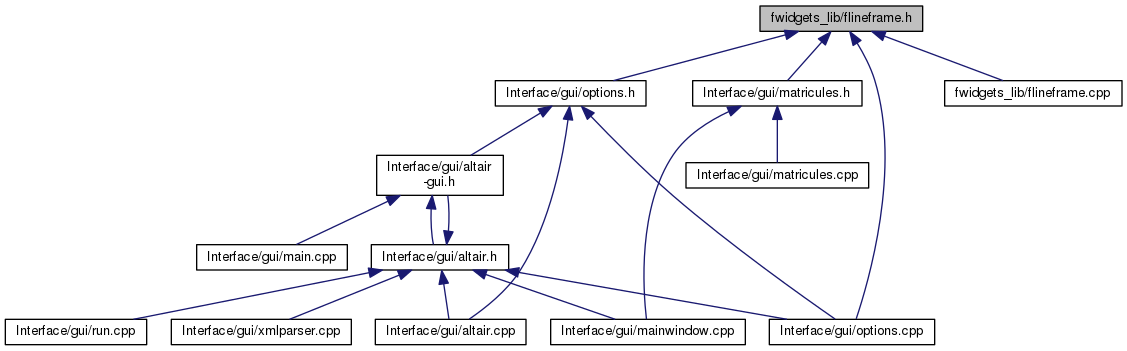 fwidgets_lib/flineframe.h
Interface/gui/options.h
Interface/gui/matricules.h
fwidgets_lib/flineframe.cpp
Interface/gui/altair
-gui.h
Interface/gui/matricules.cpp
Interface/gui/main.cpp
Interface/gui/altair.h
Interface/gui/run.cpp
Interface/gui/xmlparser.cpp
Interface/gui/altair.cpp
Interface/gui/mainwindow.cpp
Interface/gui/options.cpp